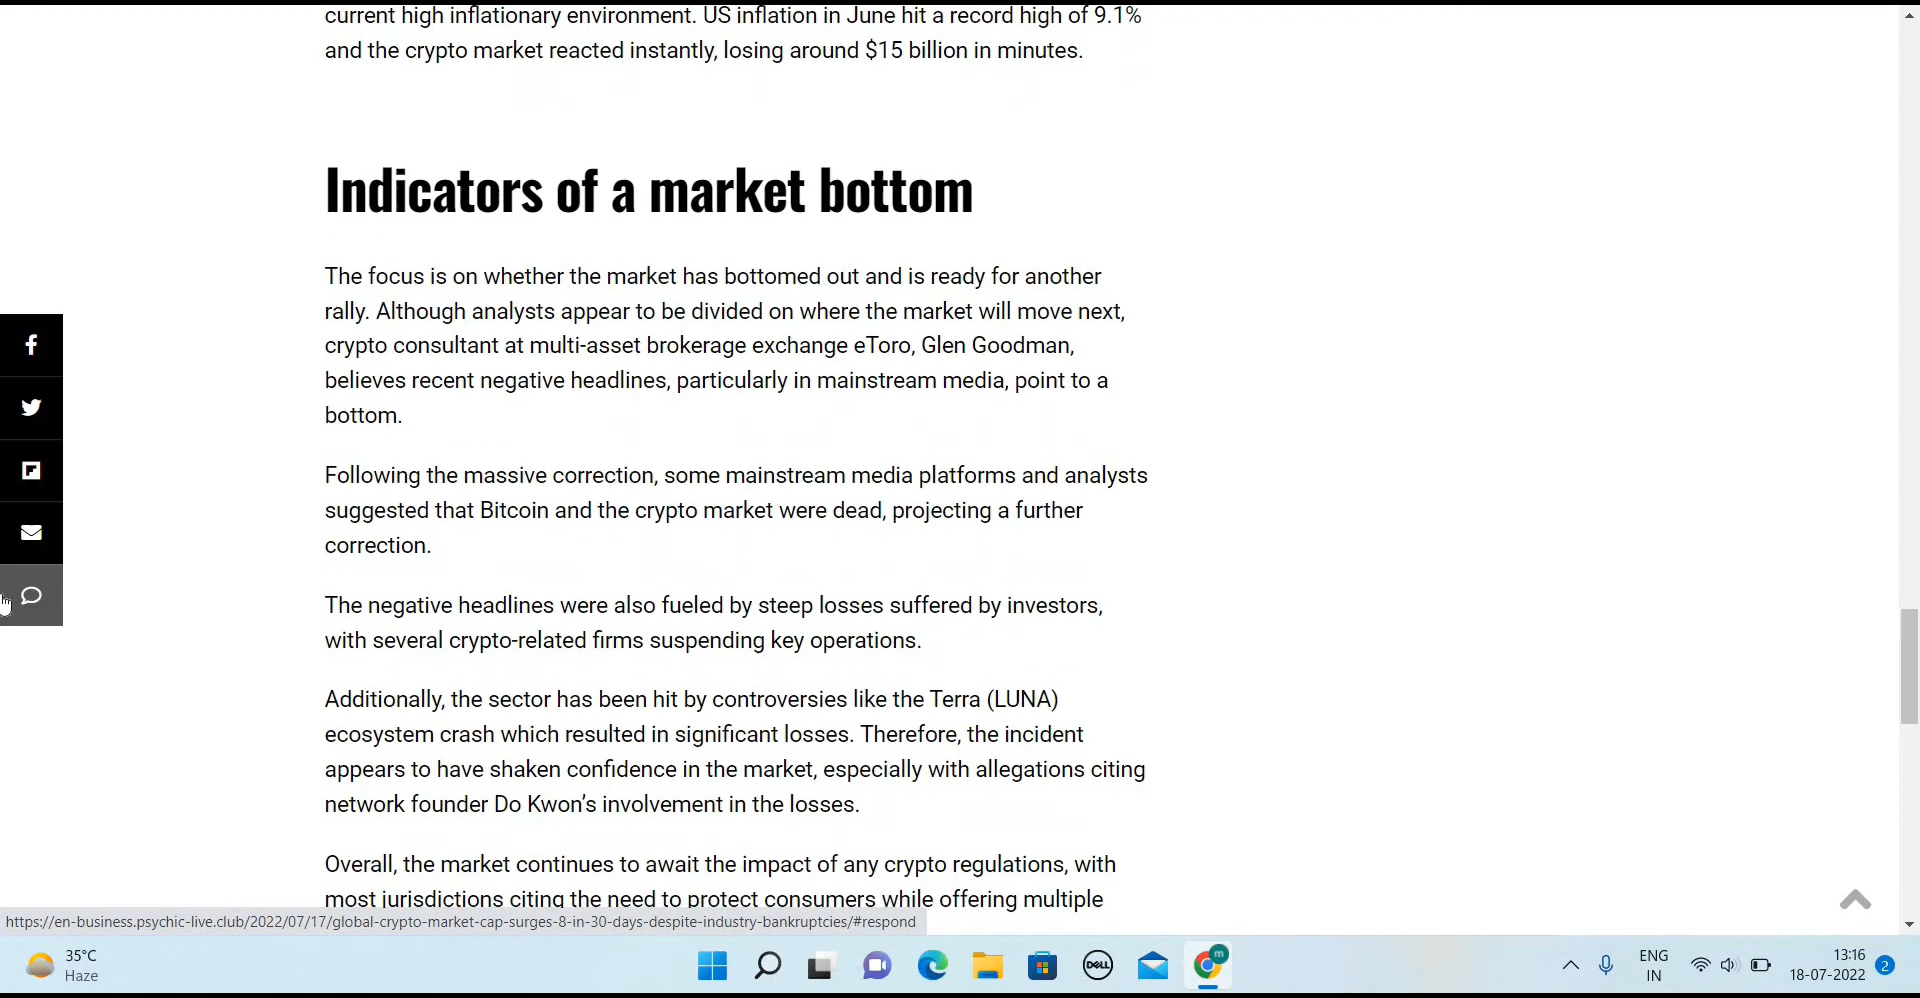 current high inflationary environment. US inflation in June hit a record high of 9.1%
and the crypto market reacted instantly, losing around $15 billion in minutes.
Indicators of a market bottom
The focus is on whether the market has bottomed out and is ready for another
rally. Although analysts appear to be divided on where the market will move next,
crypto consultant at multi-asset brokerage exchange eToro, Glen Goodman,
believes recent negative headlines, particularly in mainstream media, point to a
bottom.
Following the massive correction, some mainstream media platforms and analysts
suggested that Bitcoin and the crypto market were dead, projecting a further
correction.
The negative headlines were also fueled by steep losses suffered by investors,
with several crypto-related firms suspending key operations.
Additionally, the sector has been hit by controversies like the Terra (LUNA)
ecosystem crash which resulted in significant losses. Therefore, the incident
appears to have shaken confidence in the market, especially with allegations citing
network founder Do Kwon’s involvement in the losses.
Overall, the market continues to await the impact of any crypto regulations, with
most jurisdictions citing the need to protect consumers while offering multiple
https://en-business.psychic-live.club/2022/07/17/global-crypto-market-cap-surges-8-in-30-days-despite-industry-bankruptcies/#respond
35°C
Haze
DELL
m
ENG
IN
13:16
18-07-2022
2